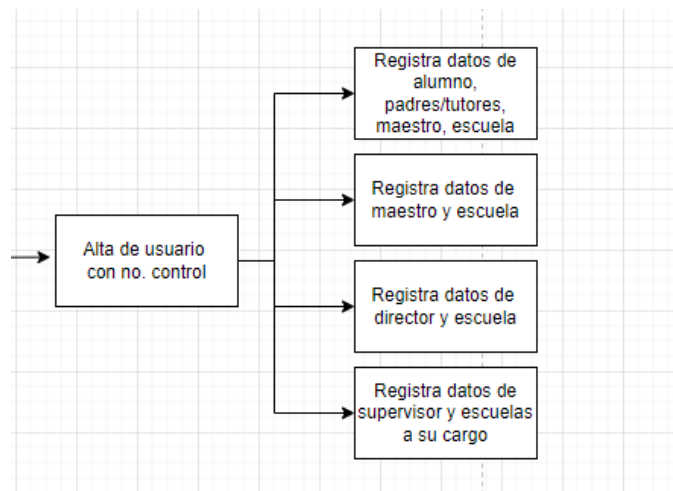 Registra datos de
alumno,
padres/tutores,
maestro, escuela
Registra datos de
maestro y escuela
Alta de usuario
con no. control
Registra datos de
director y escuela
Registra datos de
supervisor y escuelas
a su cargo